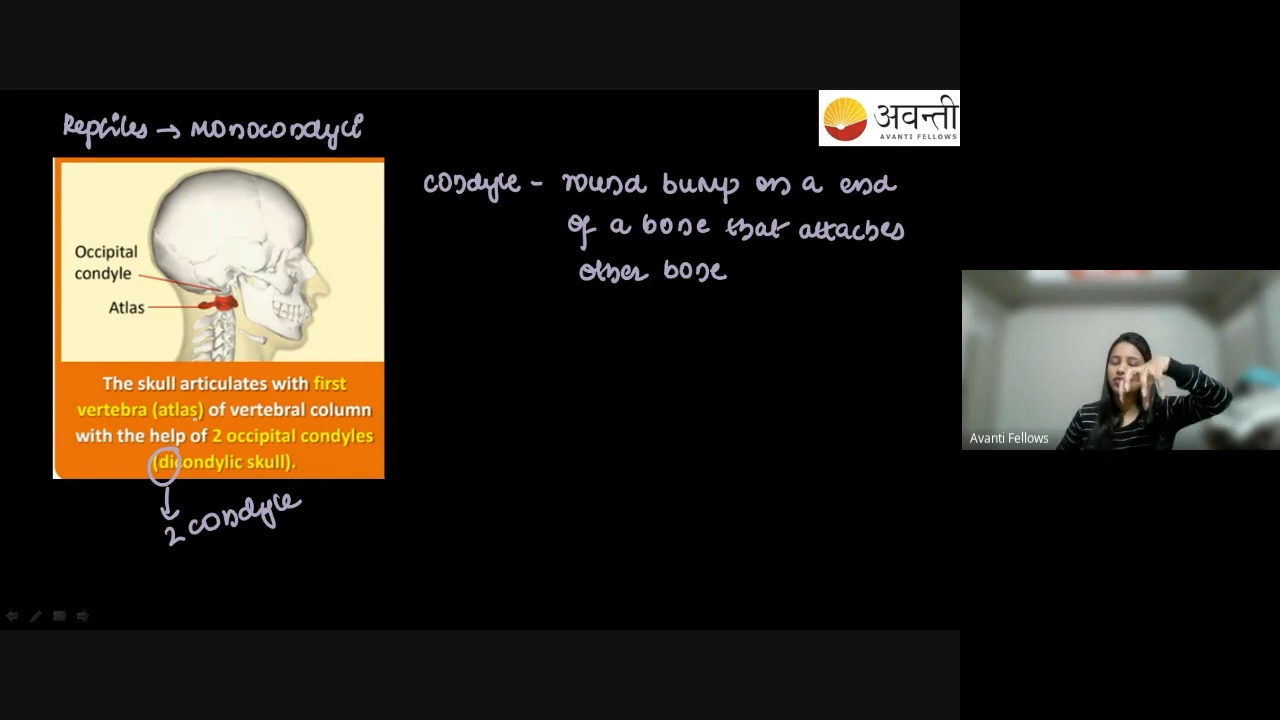 Reptiles → Monocondyli
अवन्ती
AVANTI FELLOWS
Condyle - round bump on a end
of a bone that attaches
other bone
Occipital
condyle
Atlas
The skull articulates with first
vertebra (atlas) of vertebral column
with the help of 2 occipital condyles
(dicondylic skull).
↓
2 condyle
Avanti Fellows